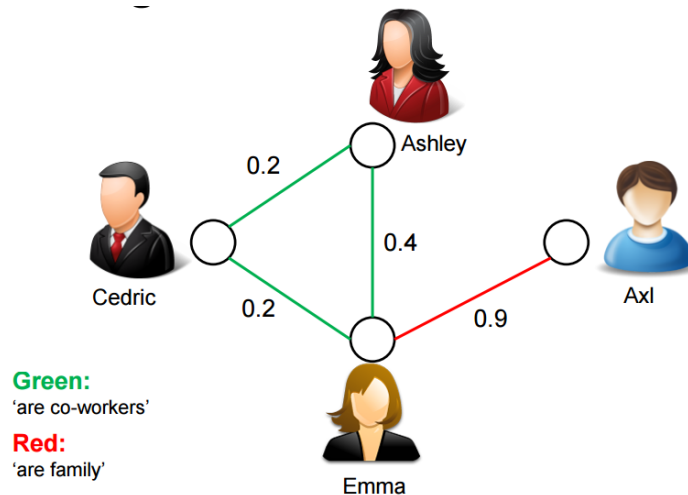 Ashley
0.2
Cedric
0.4
Axl
0.2
0.9
Green:
‘are co-workers’
Red:
‘are family’
Emma